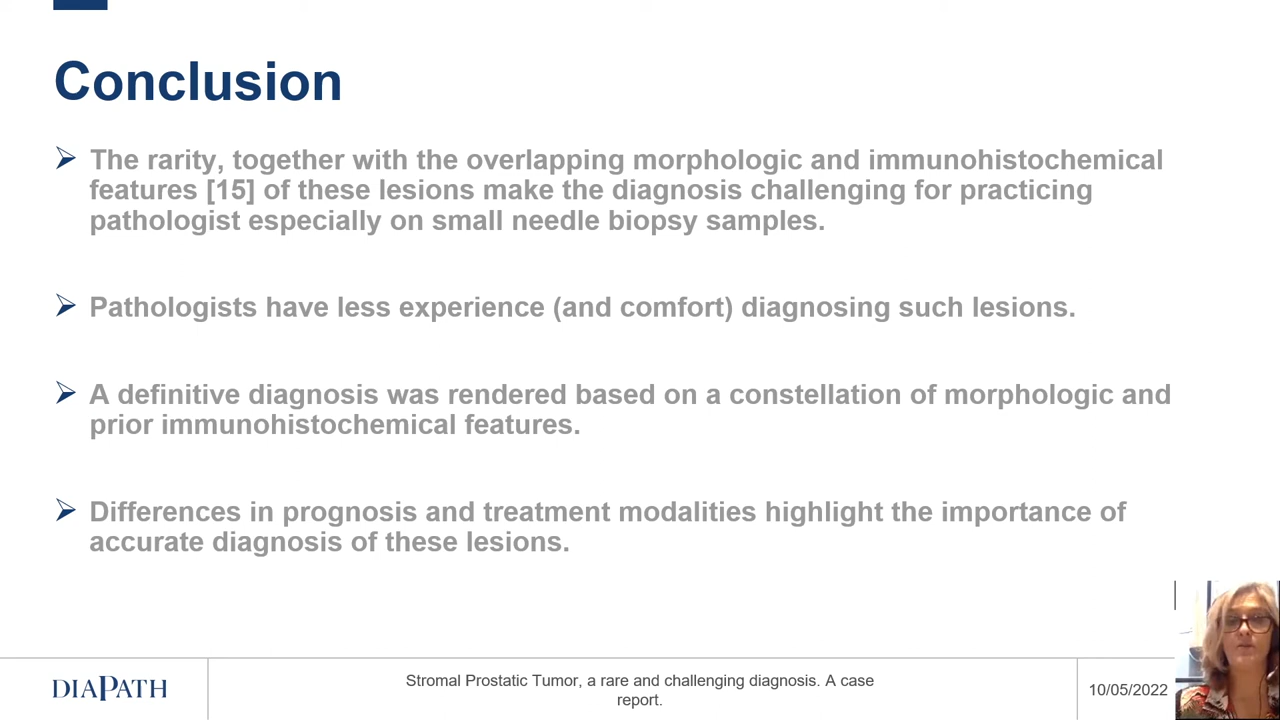 Conclusion
The rarity, together with the overlapping morphologic and immunohistochemical
features [15] of these lesions make the diagnosis challenging for practicing
pathologist especially on small needle biopsy samples.
Pathologists have less experience (and comfort) diagnosing such lesions.
A definitive diagnosis was rendered based on a constellation of morphologic and
prior immunohistochemical features.
Differences in prognosis and treatment modalities highlight the importance of
accurate diagnosis of these lesions.
DIAPATH
Stromal Prostatic Tumor, a rare and challenging diagnosis. A case
report.
10/05/2022